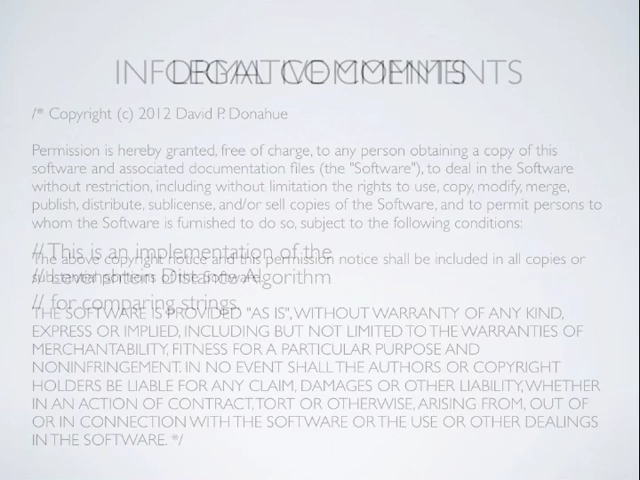 LEGAL COMMENTS
INFORMATIVE COMMENTS
/* Copyright (c) 2012 David P. Donahue
Permission is hereby granted, free of charge, to any person obtaining a copy of this
software and associated documentation files (the "Software"), to deal in the Software
without restriction, including without limitation the rights to use, copy, modify, merge,
publish, distribute, sublicense, and/or sell copies of the Software, and to permit persons to
whom the Software is furnished to do so, subject to the following conditions:
// This is an implementation of the
The above copyright notice and this permission notice shall be included in all copies or
// Levenshtein Distance Algorithm
substantial portions of the Software.
// for comparing strings.
THE SOFTWARE IS PROVIDED "AS IS", WITHOUT WARRANTY OF ANY KIND,
EXPRESS OR IMPLIED, INCLUDING BUT NOT LIMITED TO THE WARRANTIES OF
MERCHANTABILITY, FITNESS FOR A PARTICULAR PURPOSE AND
NONINFRINGEMENT. IN NO EVENT SHALL THE AUTHORS OR COPYRIGHT
HOLDERS BE LIABLE FOR ANY CLAIM, DAMAGES OR OTHER LIABILITY, WHETHER
IN AN ACTION OF CONTRACT, TORT OR OTHERWISE, ARISING FROM, OUT OF
OR IN CONNECTION WITH THE SOFTWARE OR THE USE OR OTHER DEALINGS
IN THE SOFTWARE. */